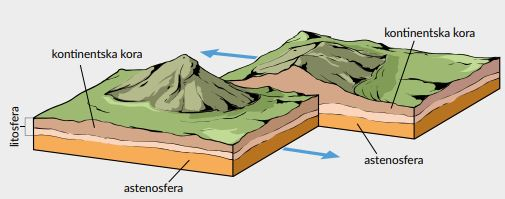 kontinentska kora
kontinentska kora
litosfera
astenosfera
astenosfera